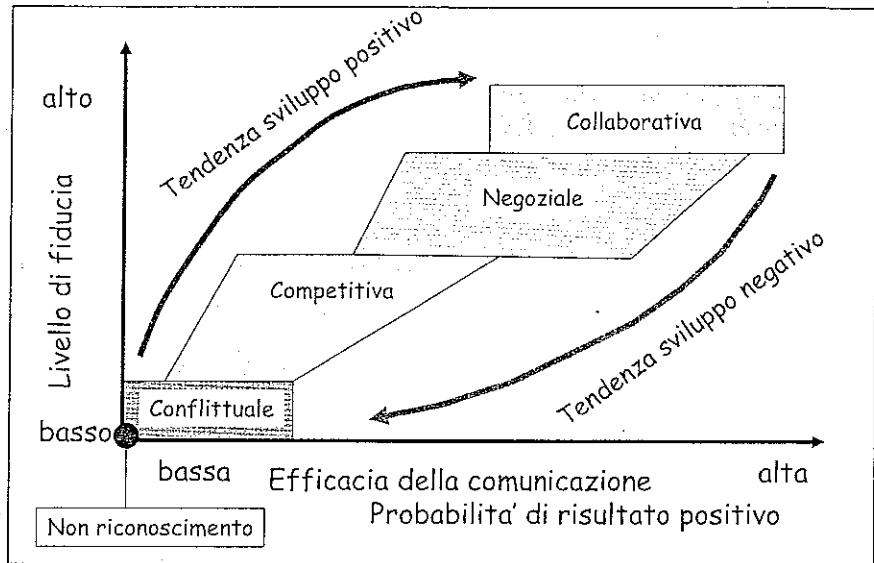 Tendenza sviluppo positivo
alto
Collaborativa
Negoziale
Livello di fiducia
Competitiva
Tendenza sviluppo negativo
Conflittuale
basso
bassa
Efficacia della comunicazione
alta
Probabilita' di risultato positivo
Non riconoscimento